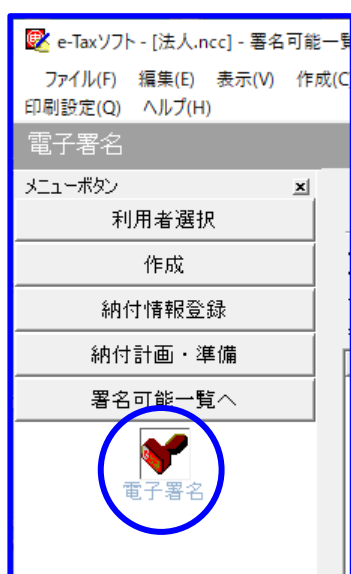 e-Taxソフト - [法人.ncc] - 署名可能一
ファイル(F) 編集(E) 表示(V) 作成(C
印刷設定(Q) ヘルプ(H)
電子署名
メニューボタン x
利用者選択
作成
納付情報登録
納付計画・準備
署名可能一覧へ
電子署名